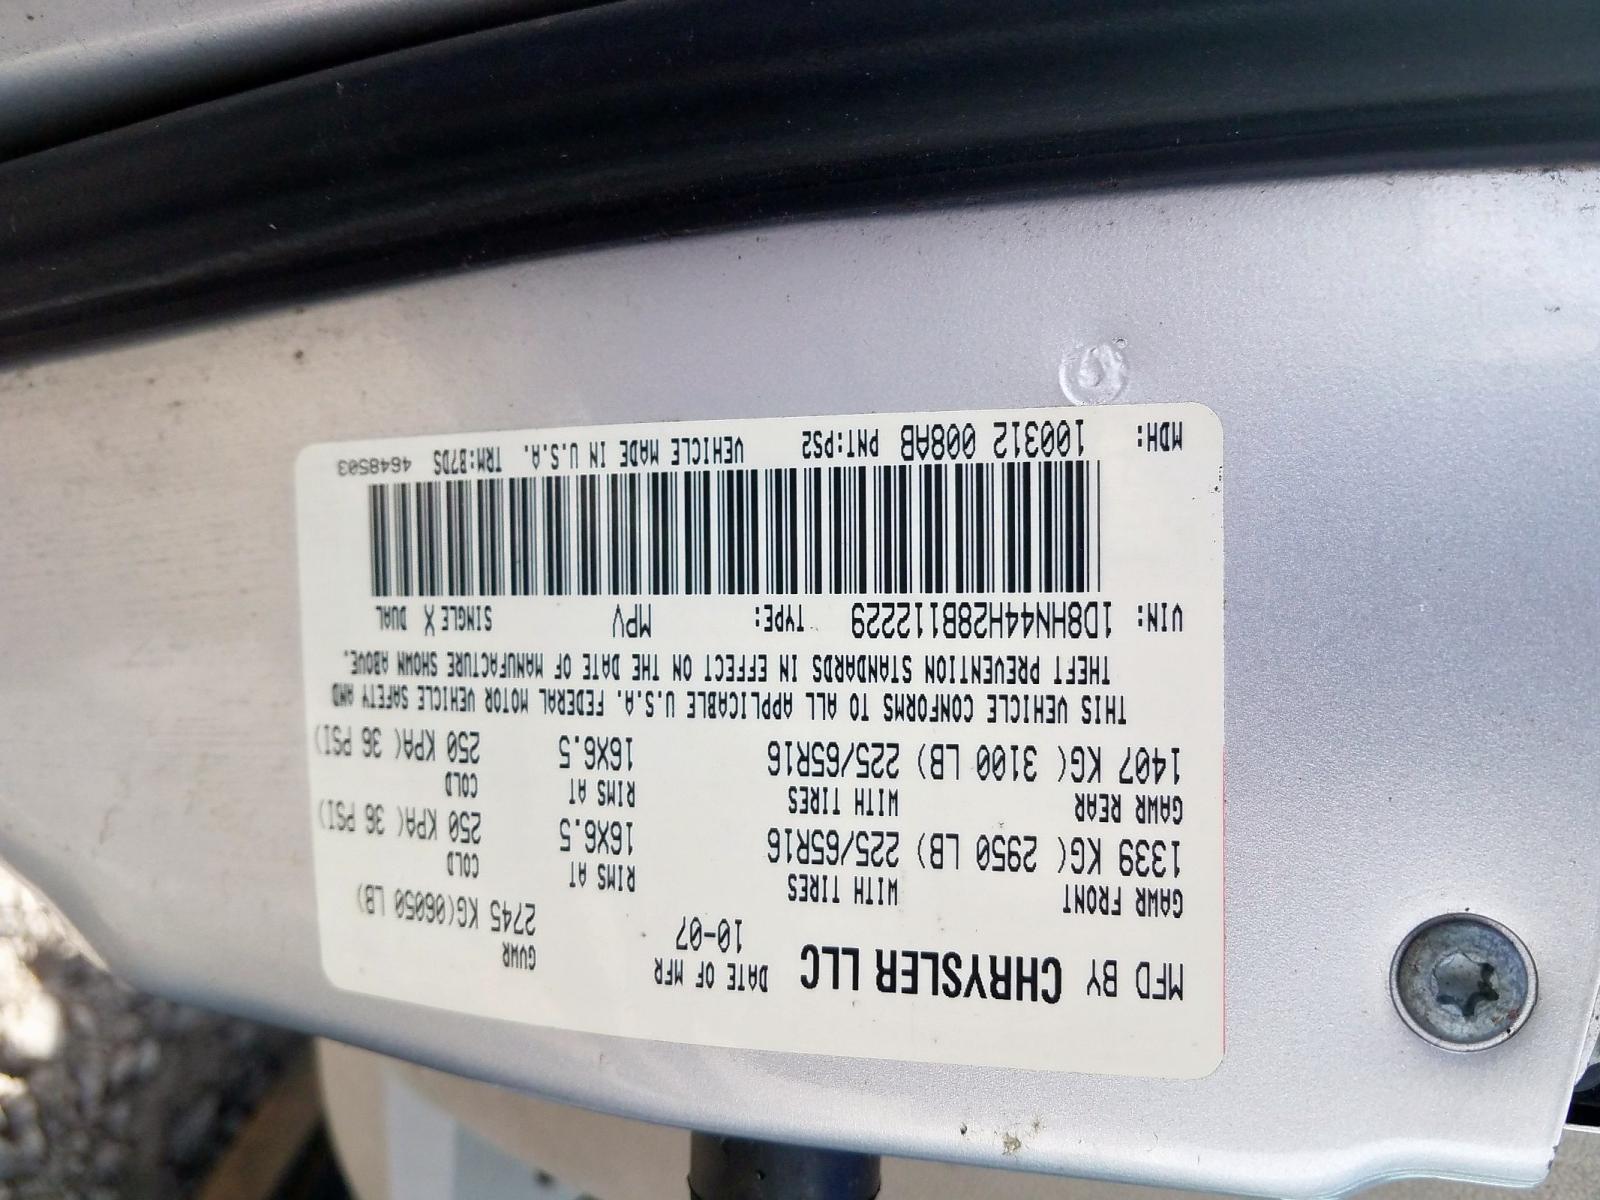 MFD BY CHRYSLER LLC DATE OF MFR 10-07 GVWR 2745 KG(06050 LB)
GAWR FRONT WITH TIRES RIMS AT COLD
1339 KG( 2950 LB) 225/65R16 16X6.5 250 KPA( 36 PSI)
GAWR REAR WITH TIRES RIMS AT COLD
1407 KG( 3100 LB) 225/65R16 16X6.5 250 KPA( 36 PSI)
THIS VEHICLE CONFORMS TO ALL APPLICABLE U.S.A. FEDERAL MOTOR VEHICLE SAFETY AND
THEFT PREVENTION STANDARDS IN EFFECT ON THE DATE OF MANUFACTURE SHOWN ABOVE.
VIN: 1D8HN44H28B112229 TYPE: MPV SINGLE X DUAL
MDH: 100312 008AB PNT:PS2 VEHICLE MADE IN U.S.A. TRM:B7DS 4648503